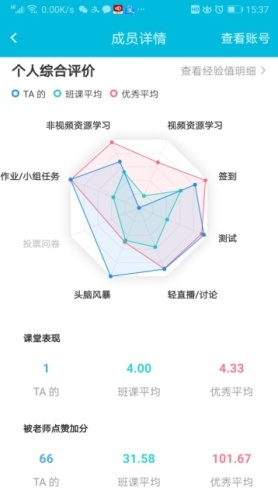 4G 0.00K/s HD 15:37
成员详情 查看账号
个人综合评价 查看经验值明细 >
TA 的 班课平均 优秀平均
非视频资源学习 视频资源学习
作业/小组任务 签到
投票问卷 测试
头脑风暴 轻直播/讨论
课堂表现
1 4.00 4.33
TA 的 班课平均 优秀平均
被老师点赞加分
66 31.58 101.67
TA 的 班课平均 优秀平均